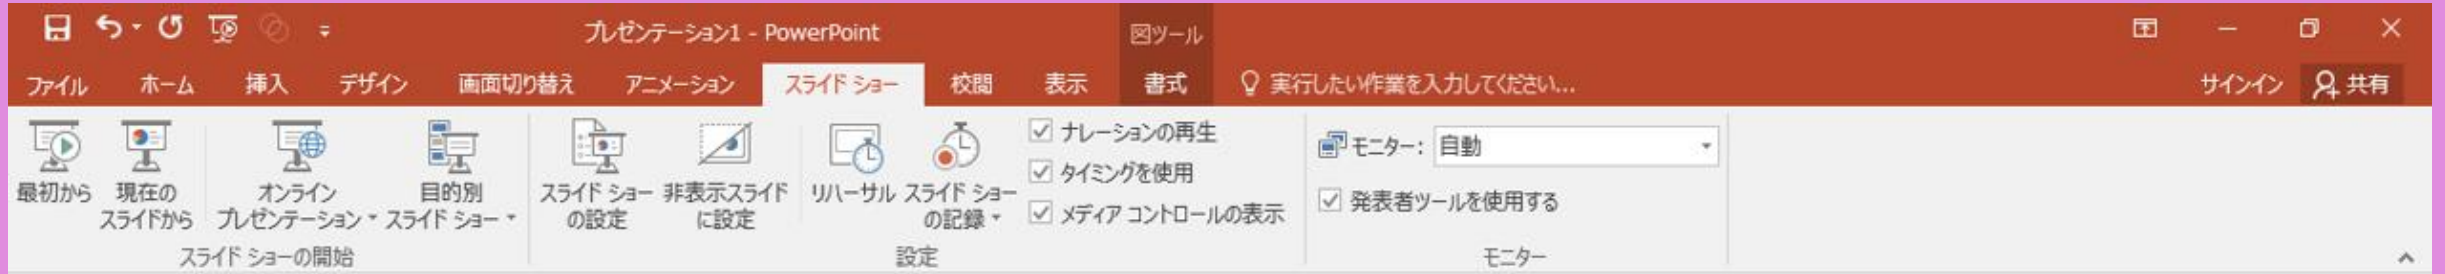 プレゼンテーション1 - PowerPoint
図ツール
ファイル ホーム 挿入 デザイン 画面切り替え アニメーション スライド ショー 校閲 表示 書式 実行したい作業を入力してください... サインイン 共有
最初から
現在の
スライドから
オンライン
プレゼンテーション
目的別
スライド ショー
スライド ショーの開始
スライド ショー
の設定
非表示スライド
に設定
リハーサル
スライド ショー
の記録
ナレーションの再生
タイミングを使用
メディア コントロールの表示
設定
モニター: 自動
発表者ツールを使用する
モニター